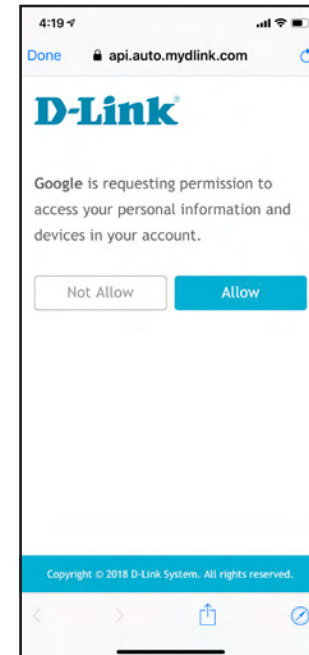 4:19
Done api.auto.mydlink.com
D-Link
Google is requesting permission to
access your personal information and
devices in your account.
Not Allow Allow
Copyright © 2018 D-Link System. All rights reserved.